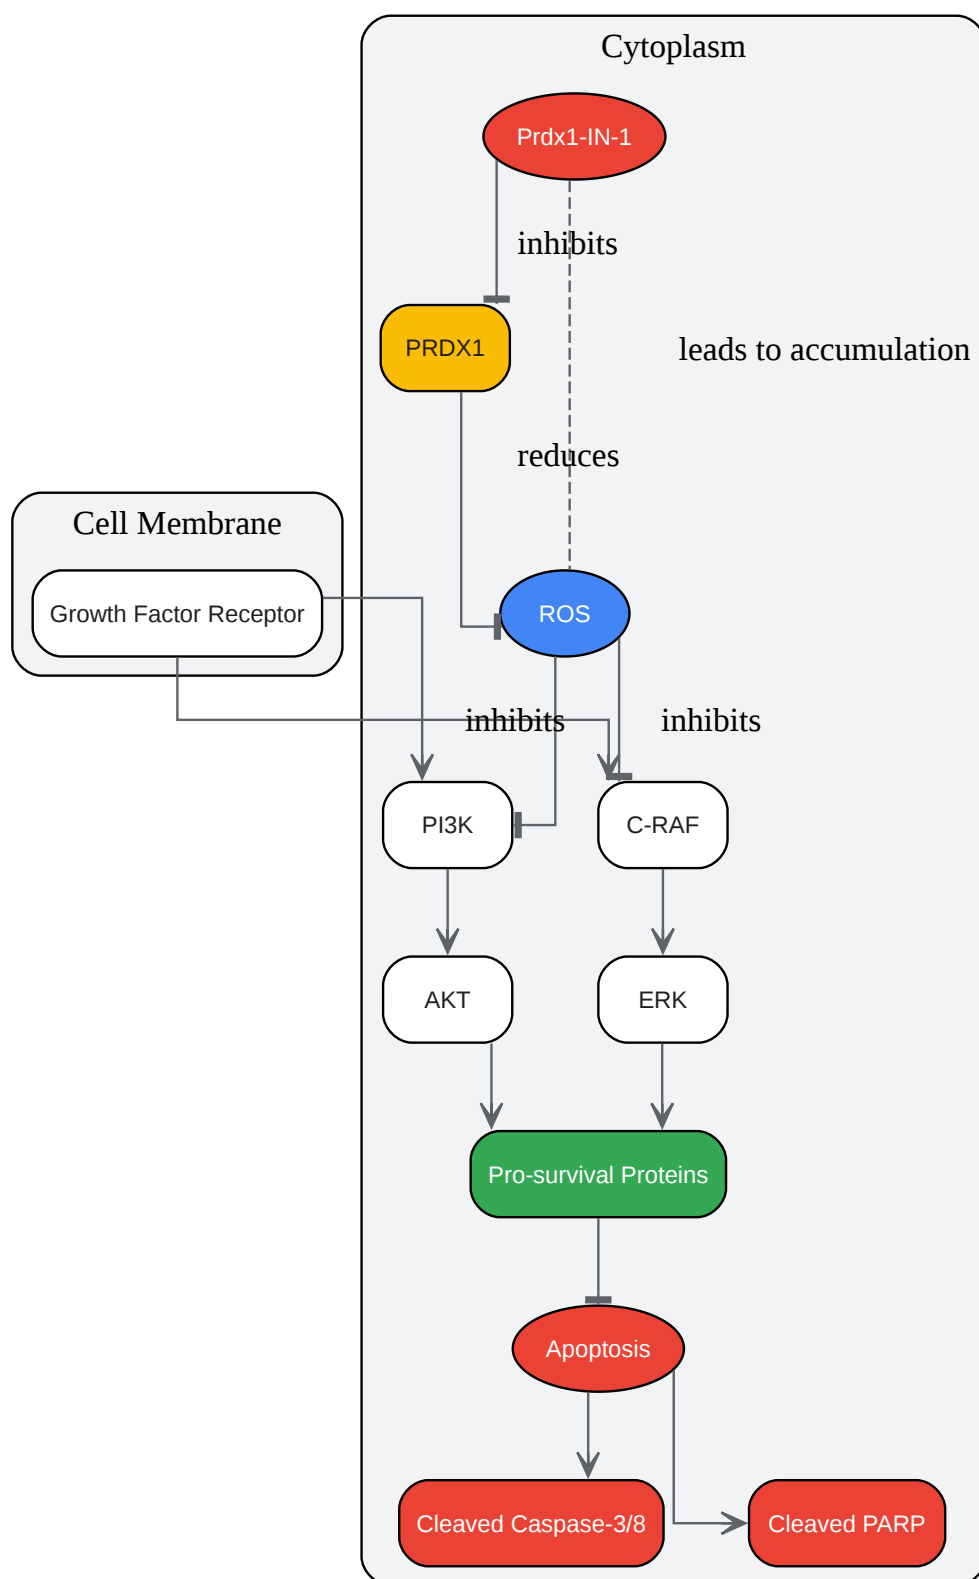 Cytoplasm
Prdx1-IN-1
inhibits
PRDX1
leads to accumulation
reduces
Cell Membrane
Growth Factor Receptor
ROS
inhibits
inhibits
PI3K
C-RAF
AKT
ERK
Pro-survival Proteins
Apoptosis
Cleaved Caspase-3/8
Cleaved PARP